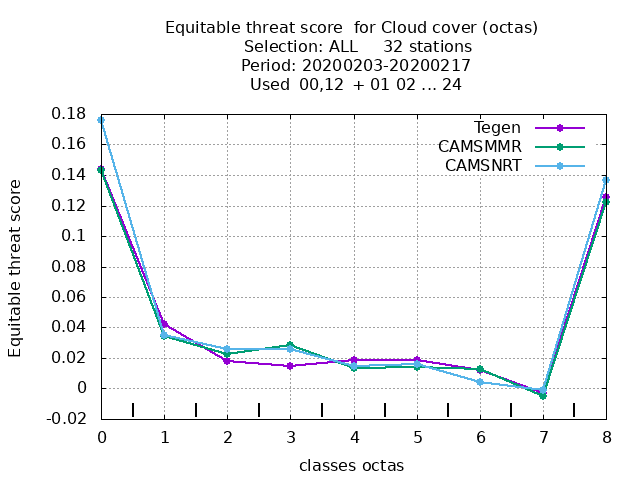 Equitable threat score  for Cloud cover (octas)
Selection: ALL     32 stations
Period: 20200203-20200217
Used  00,12  + 01 02 ... 24
0.18
0.16
0.14
0.12
0.1
0.08
0.06
0.04
0.02
0
-0.02
Equitable threat score
Tegen
CAMSMMR
CAMSNRT
0 1 2 3 4 5 6 7 8
classes octas